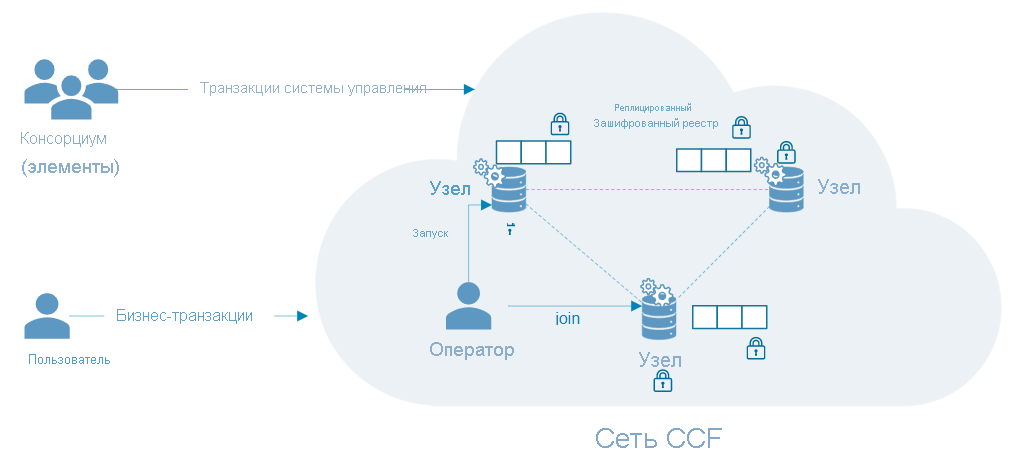 Транзакции системы управления
Консорциум
(элементы)
Реплицированный
Зашифрованный реестр
Узел
Узел
Запуск
Бизнес-транзакции
join
Пользователь
Оператор
Узел
Сеть CCF